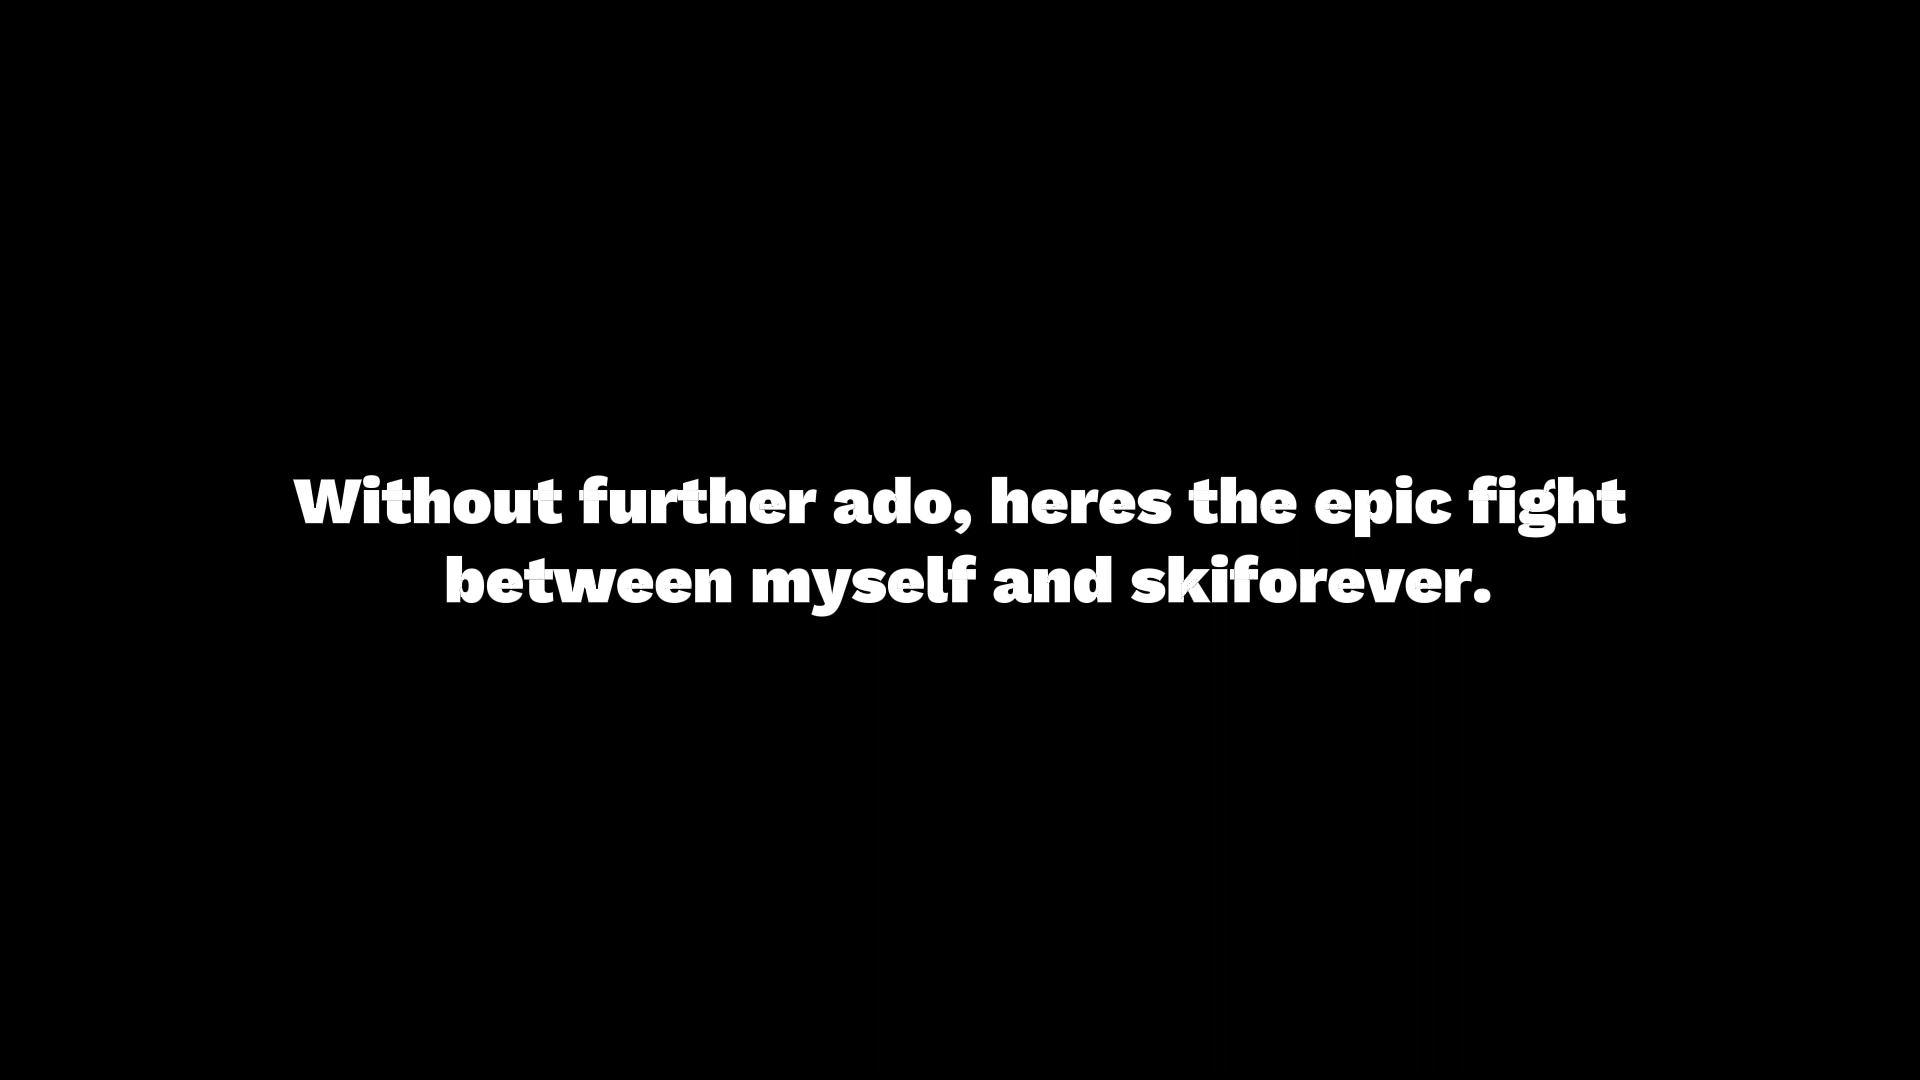 Without further ado, heres the epic fight
between myself and skiforever.